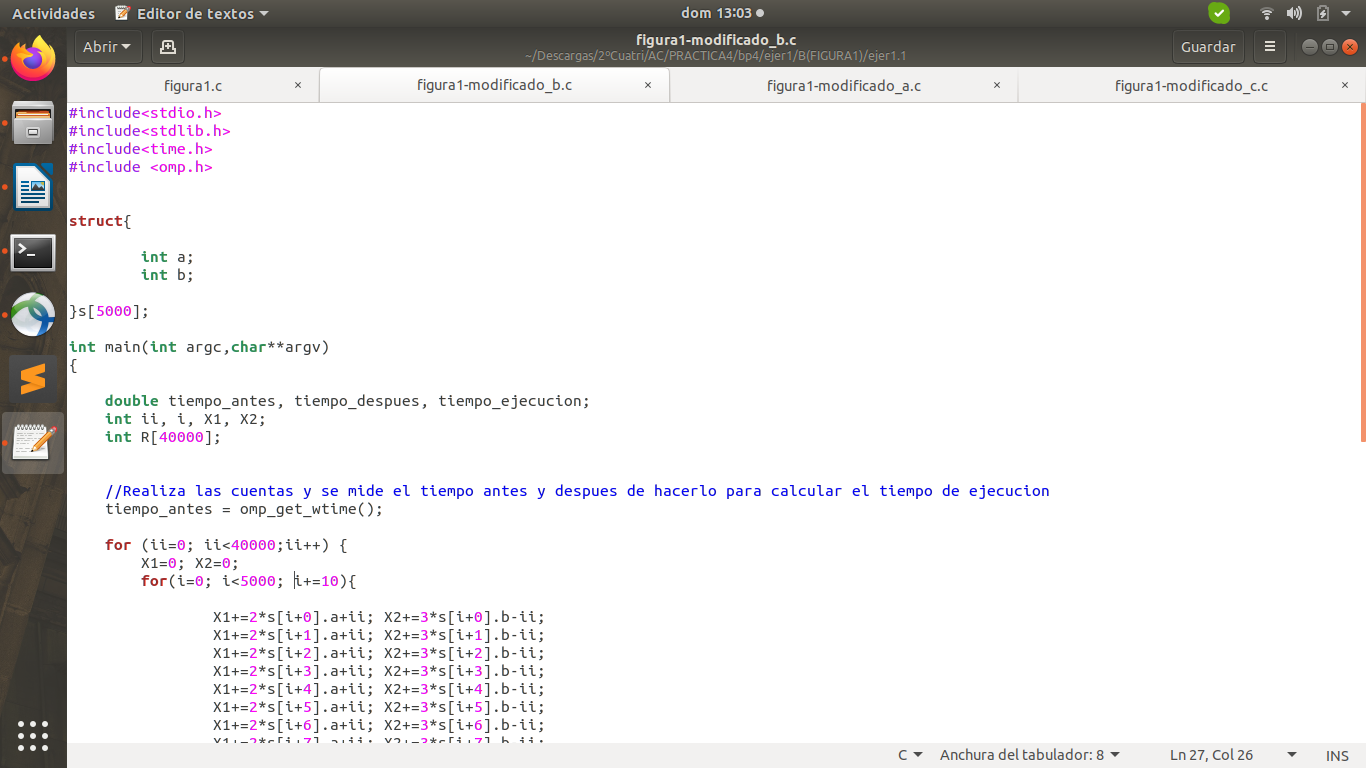 Actividades Editor de textos dom 13:03
Abrir figura1-modificado_b.c Guardar
~/Descargas/2ºCuatri/AC/PRACTICA4/bp4/ejer1/B(FIGURA1)/ejer1.1
figura1.c × figura1-modificado_b.c × figura1-modificado_a.c × figura1-modificado_c.c ×
#include<stdio.h>
#include<stdlib.h>
#include<time.h>
#include <omp.h>
struct{
int a;
int b;
}s[5000];
int main(int argc,char**argv)
{
double tiempo_antes, tiempo_despues, tiempo_ejecucion;
int ii, i, X1, X2;
int R[40000];
//Realiza las cuentas y se mide el tiempo antes y despues de hacerlo para calcular el tiempo de ejecucion
tiempo_antes = omp_get_wtime();
for (ii=0; ii<40000;ii++) {
X1=0; X2=0;
for(i=0; i<5000; i+=10){
X1+=2*s[i+0].a+ii; X2+=3*s[i+0].b-ii;
X1+=2*s[i+1].a+ii; X2+=3*s[i+1].b-ii;
X1+=2*s[i+2].a+ii; X2+=3*s[i+2].b-ii;
X1+=2*s[i+3].a+ii; X2+=3*s[i+3].b-ii;
X1+=2*s[i+4].a+ii; X2+=3*s[i+4].b-ii;
X1+=2*s[i+5].a+ii; X2+=3*s[i+5].b-ii;
X1+=2*s[i+6].a+ii; X2+=3*s[i+6].b-ii;
X1+=2*s[i+7].a+ii; X2+=3*s[i+7].b-ii;
C Anchura del tabulador: 8 Ln 27, Col 26 INS